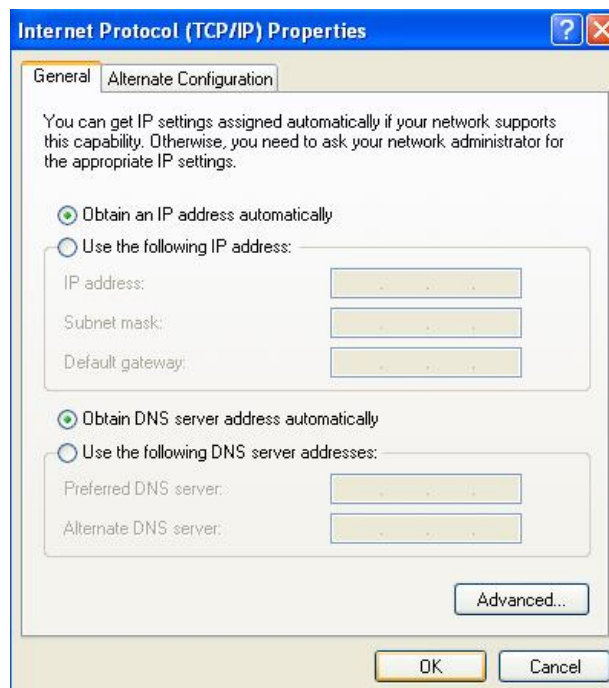 Internet Protocol (TCP/IP) Properties
General
Alternate Configuration
You can get IP settings assigned automatically if your network supports
this capability. Otherwise, you need to ask your network administrator for
the appropriate IP settings.
Obtain an IP address automatically
Use the following IP address:
IP address:
Subnet mask:
Default gateway:
Obtain DNS server address automatically
Use the following DNS server addresses:
Preferred DNS server:
Alternate DNS server:
Advanced...
OK
Cancel